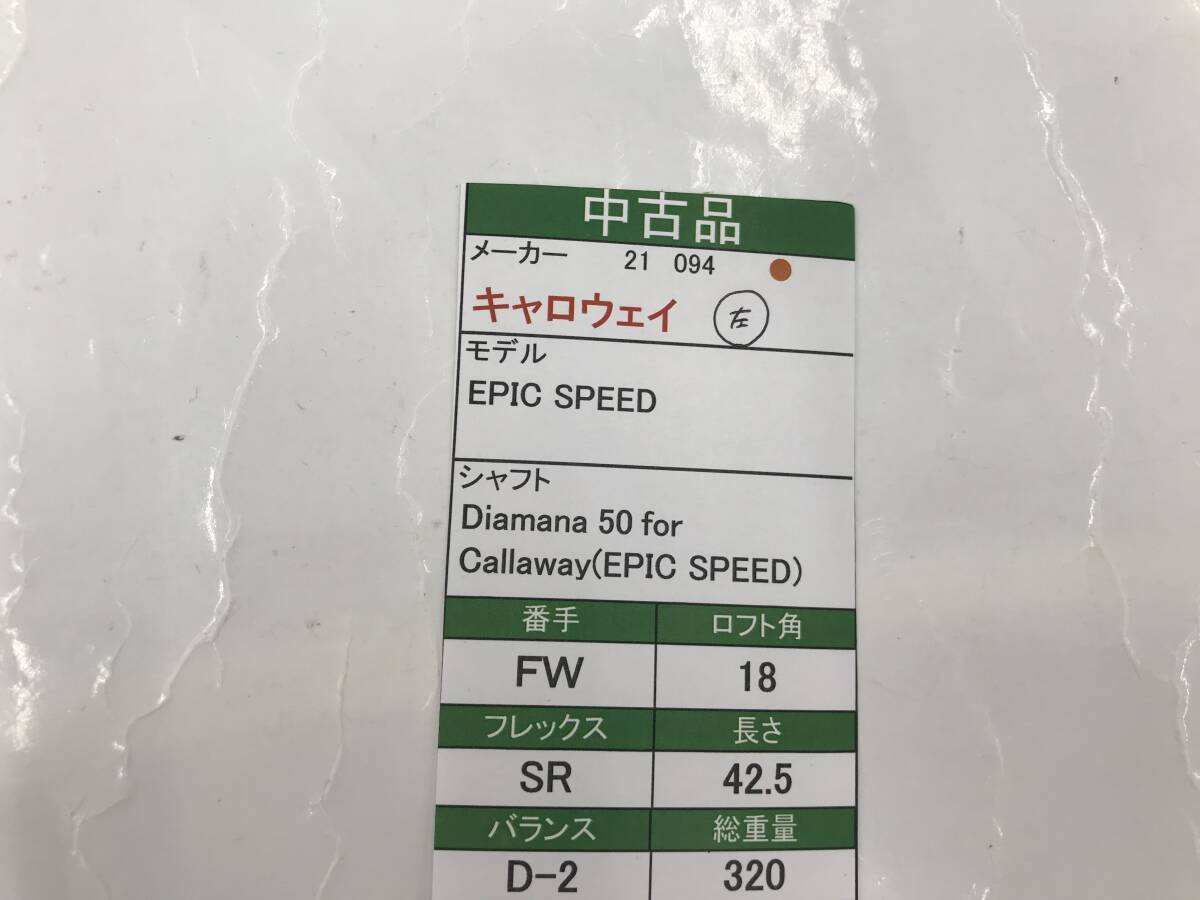 中古品
メーカー 21 094
キャロウェイ 左
モデル
EPIC SPEED
シャフト
Diamana 50 for
Callaway(EPIC SPEED)
番手 ロフト角
FW 18
フレックス 長さ
SR 42.5
バランス 総重量
D-2 320